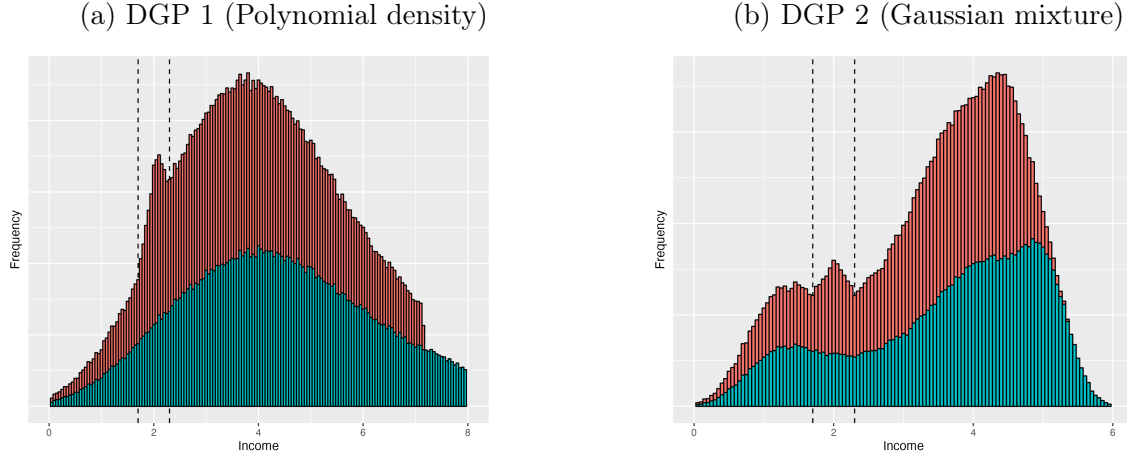 (a) DGP 1 (Polynomial density)
Frequency
0 2 4 6 8
Income
(b) DGP 2 (Gaussian mixture)
Frequency
0 2 4 6
Income